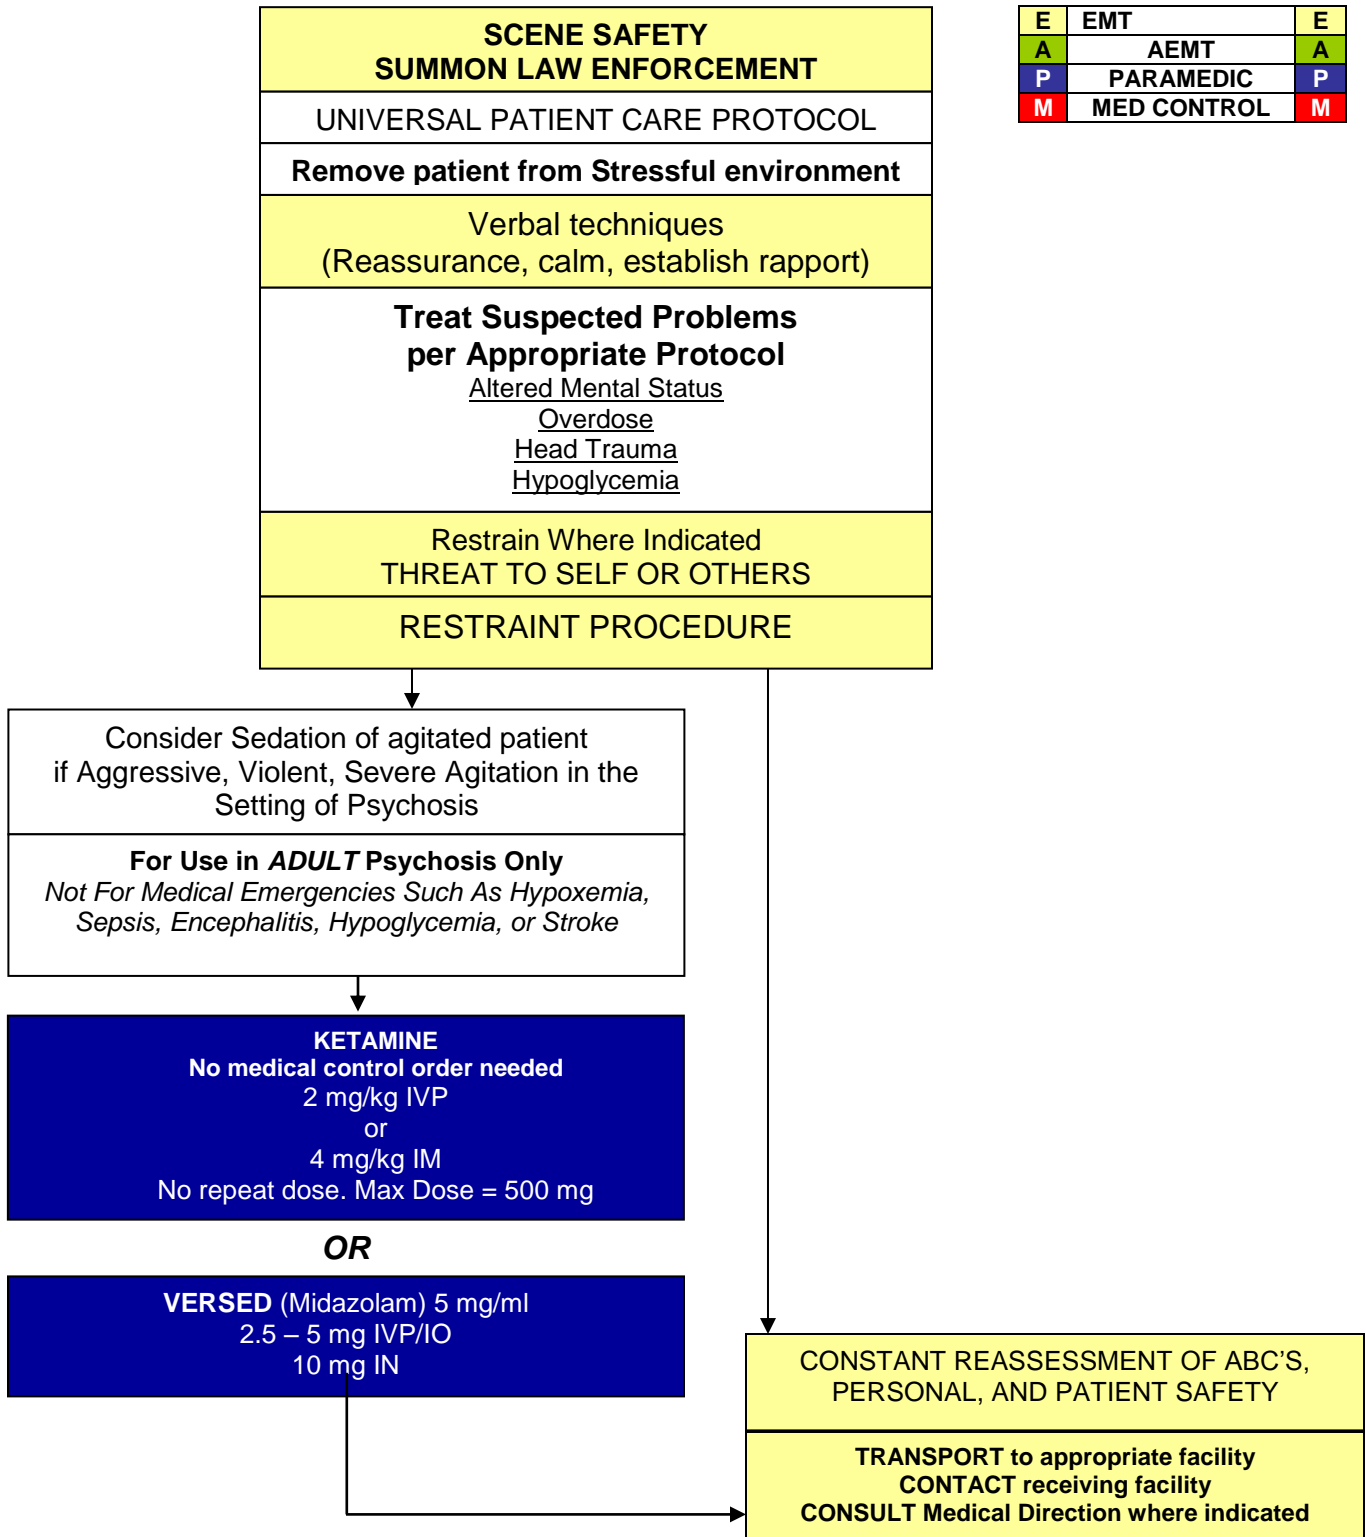 SCENE SAFETY
SUMMON LAW ENFORCEMENT
UNIVERSAL PATIENT CARE PROTOCOL
Remove patient from Stressful environment
Verbal techniques
(Reassurance, calm, establish rapport)
Treat Suspected Problems
per Appropriate Protocol
Altered Mental Status
Overdose
Head Trauma
Hypoglycemia
Restrain Where Indicated
THREAT TO SELF OR OTHERS
RESTRAINT PROCEDURE
E EMT E
A AEMT A
P PARAMEDIC P
M MED CONTROL M
Consider Sedation of agitated patient
if Aggressive, Violent, Severe Agitation in the
Setting of Psychosis
For Use in ADULT Psychosis Only
Not For Medical Emergencies Such As Hypoxemia,
Sepsis, Encephalitis, Hypoglycemia, or Stroke
KETAMINE
No medical control order needed
2 mg/kg IVP
or
4 mg/kg IM
No repeat dose. Max Dose = 500 mg
OR
VERSED (Midazolam) 5 mg/ml
2.5 – 5 mg IVP/IO
10 mg IN
CONSTANT REASSESSMENT OF ABC'S,
PERSONAL, AND PATIENT SAFETY
TRANSPORT to appropriate facility
CONTACT receiving facility
CONSULT Medical Direction where indicated